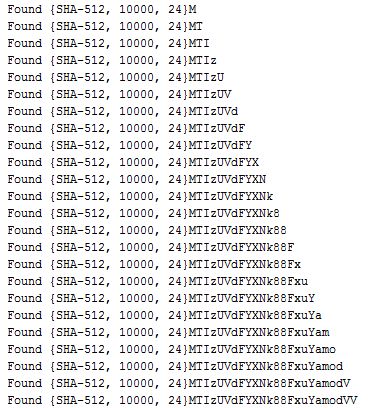 Found {SHA-512, 10000, 24}M
Found {SHA-512, 10000, 24}MT
Found {SHA-512, 10000, 24}MTI
Found {SHA-512, 10000, 24}MTIz
Found {SHA-512, 10000, 24}MTIzU
Found {SHA-512, 10000, 24}MTIzUV
Found {SHA-512, 10000, 24}MTIzUVd
Found {SHA-512, 10000, 24}MTIzUVdF
Found {SHA-512, 10000, 24}MTIzUVdFY
Found {SHA-512, 10000, 24}MTIzUVdFYX
Found {SHA-512, 10000, 24}MTIzUVdFYXN
Found {SHA-512, 10000, 24}MTIzUVdFYXNk
Found {SHA-512, 10000, 24}MTIzUVdFYXNk8
Found {SHA-512, 10000, 24}MTIzUVdFYXNk88
Found {SHA-512, 10000, 24}MTIzUVdFYXNk88F
Found {SHA-512, 10000, 24}MTIzUVdFYXNk88Fx
Found {SHA-512, 10000, 24}MTIzUVdFYXNk88Fxu
Found {SHA-512, 10000, 24}MTIzUVdFYXNk88FxuY
Found {SHA-512, 10000, 24}MTIzUVdFYXNk88FxuYa
Found {SHA-512, 10000, 24}MTIzUVdFYXNk88FxuYam
Found {SHA-512, 10000, 24}MTIzUVdFYXNk88FxuYamo
Found {SHA-512, 10000, 24}MTIzUVdFYXNk88FxuYamod
Found {SHA-512, 10000, 24}MTIzUVdFYXNk88FxuYamodV
Found {SHA-512, 10000, 24}MTIzUVdFYXNk88FxuYamodVV